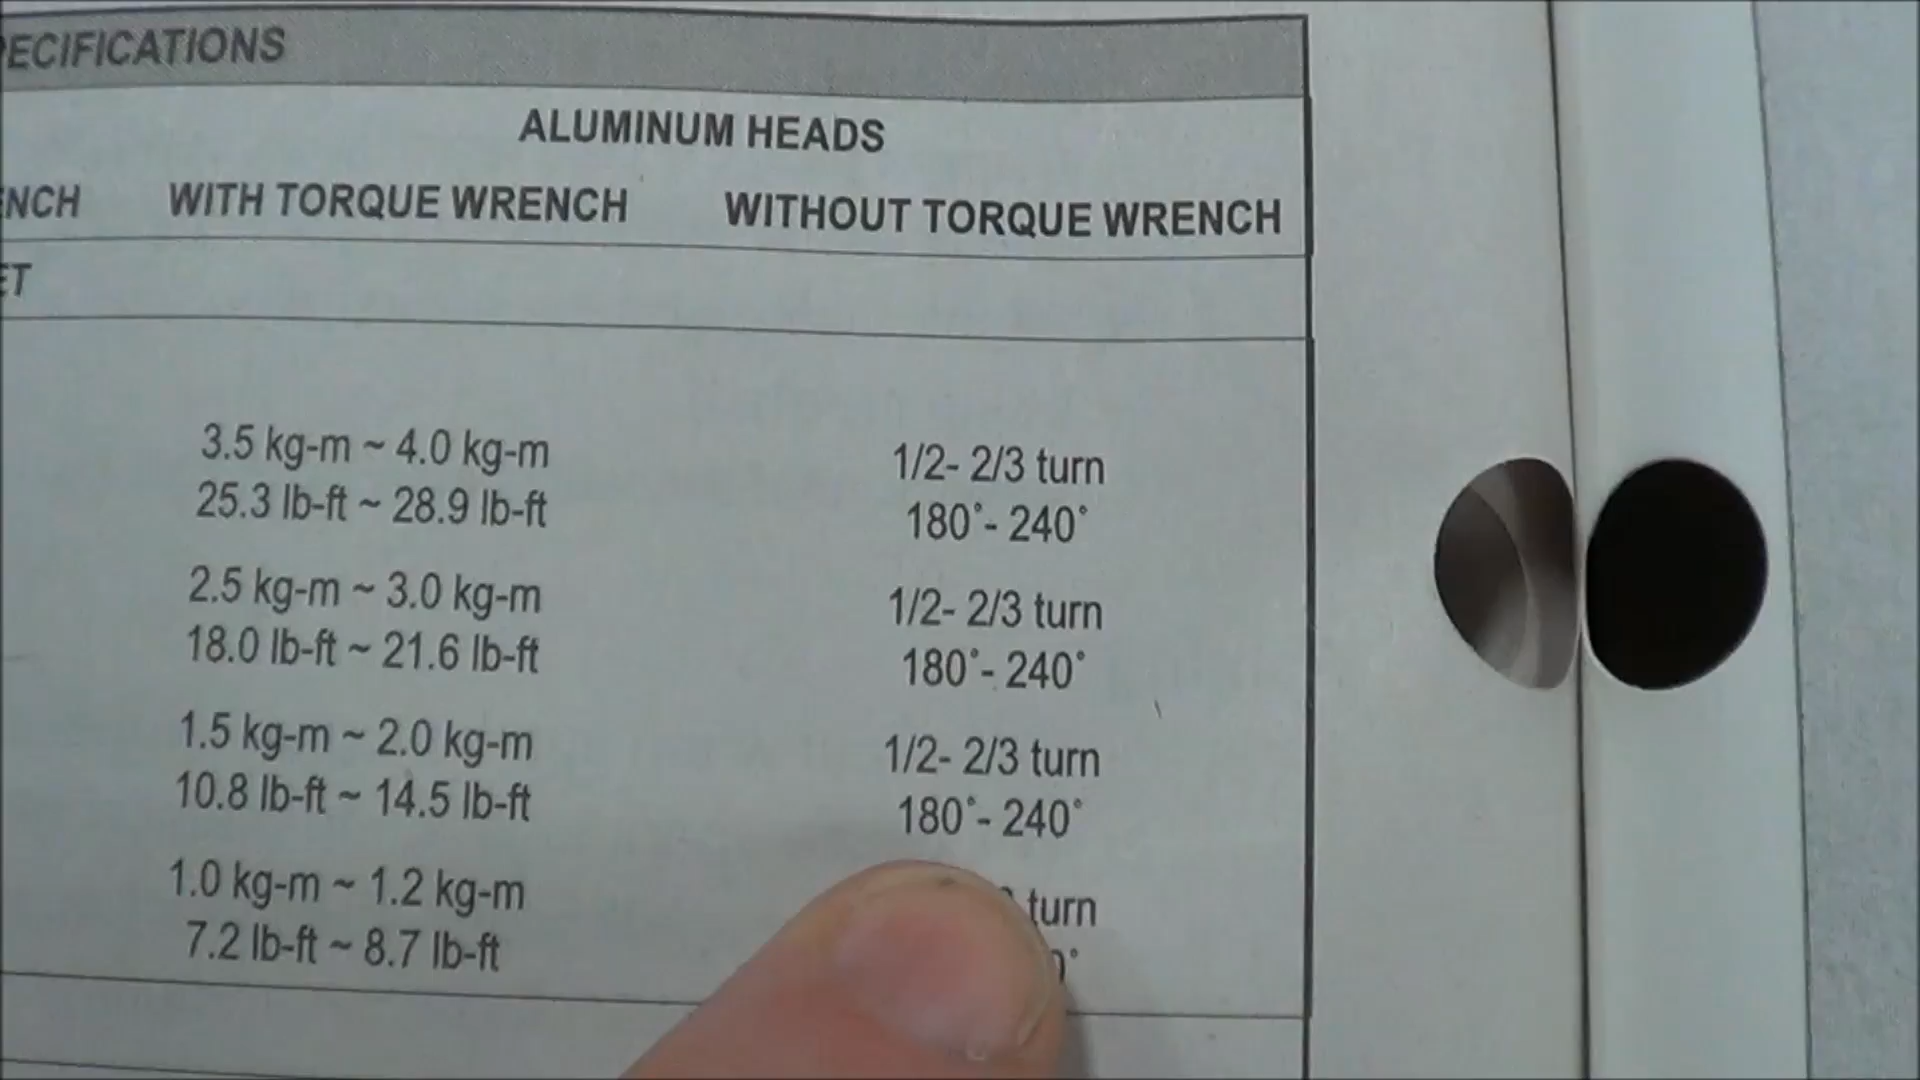 ECIFICATIONS
ALUMINUM HEADS
NCH WITH TORQUE WRENCH WITHOUT TORQUE WRENCH
ET
3.5 kg-m ~ 4.0 kg-m 1/2- 2/3 turn
25.3 lb-ft ~ 28.9 lb-ft 180°- 240°
2.5 kg-m ~ 3.0 kg-m 1/2- 2/3 turn
18.0 lb-ft ~ 21.6 lb-ft 180°- 240°
1.5 kg-m ~ 2.0 kg-m 1/2- 2/3 turn
10.8 lb-ft ~ 14.5 lb-ft 180°- 240°
1.0 kg-m ~ 1.2 kg-m turn
7.2 lb-ft ~ 8.7 lb-ft